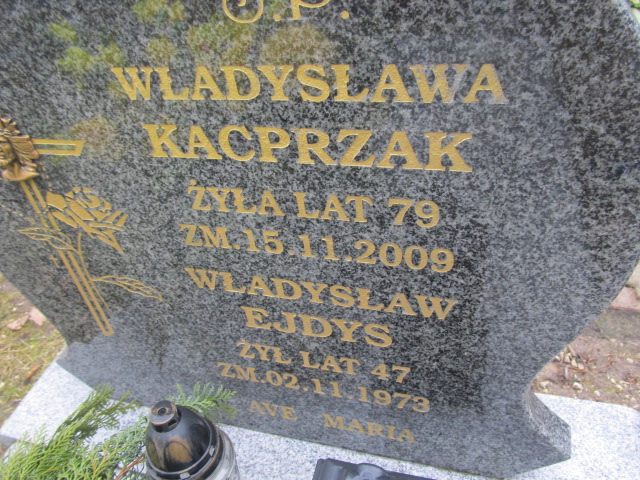 Ś.P.
WŁADYSŁAWA
KACPRZAK
ŻYŁA LAT 79
ZM.15.11.2009
WŁADYSŁAW
EJDYS
ŻYŁ LAT 47
ZM.02.11.1973
AVE MARIA